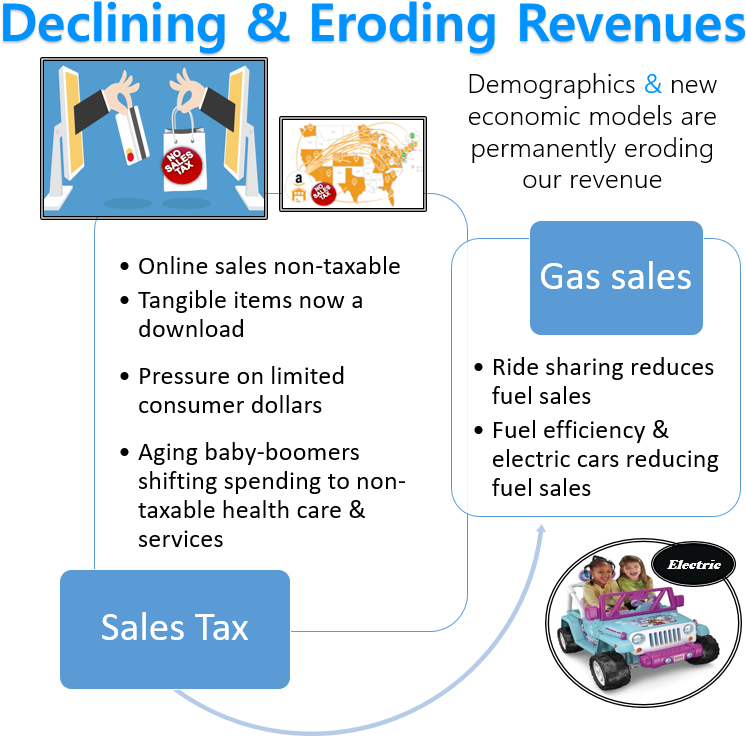 Declining & Eroding Revenues
NO
SALES
TAX
a
NO
SALES
TAX
Demographics & new
economic models are
permanently eroding
our revenue
• Online sales non-taxable
• Tangible items now a
download
• Pressure on limited
consumer dollars
• Aging baby-boomers
shifting spending to non-
taxable health care &
services
Sales Tax
Gas sales
• Ride sharing reduces
fuel sales
• Fuel efficiency &
electric cars reducing
fuel sales
Electric